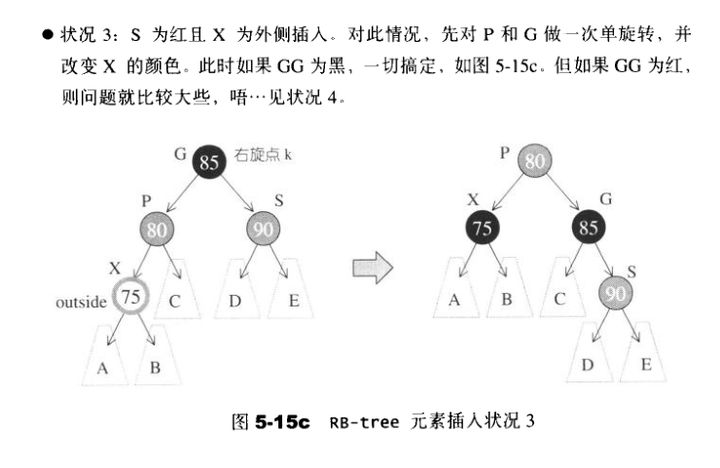 ● 状况 3：S 为红且 X 为外侧插入。对此情况，先对 P 和 G 做一次单旋转，并
改变 X 的颜色。此时如果 GG 为黑，一切搞定，如图 5-15c。但如果 GG 为红，
则问题就比较大些，唔…见状况 4。
G 85 右旋点 k
P 80
P S
X G
80 90
75 85
X
S
outside 75 C D E
A B C 90
A B
D E
图 5-15c RB-tree 元素插入状况 3